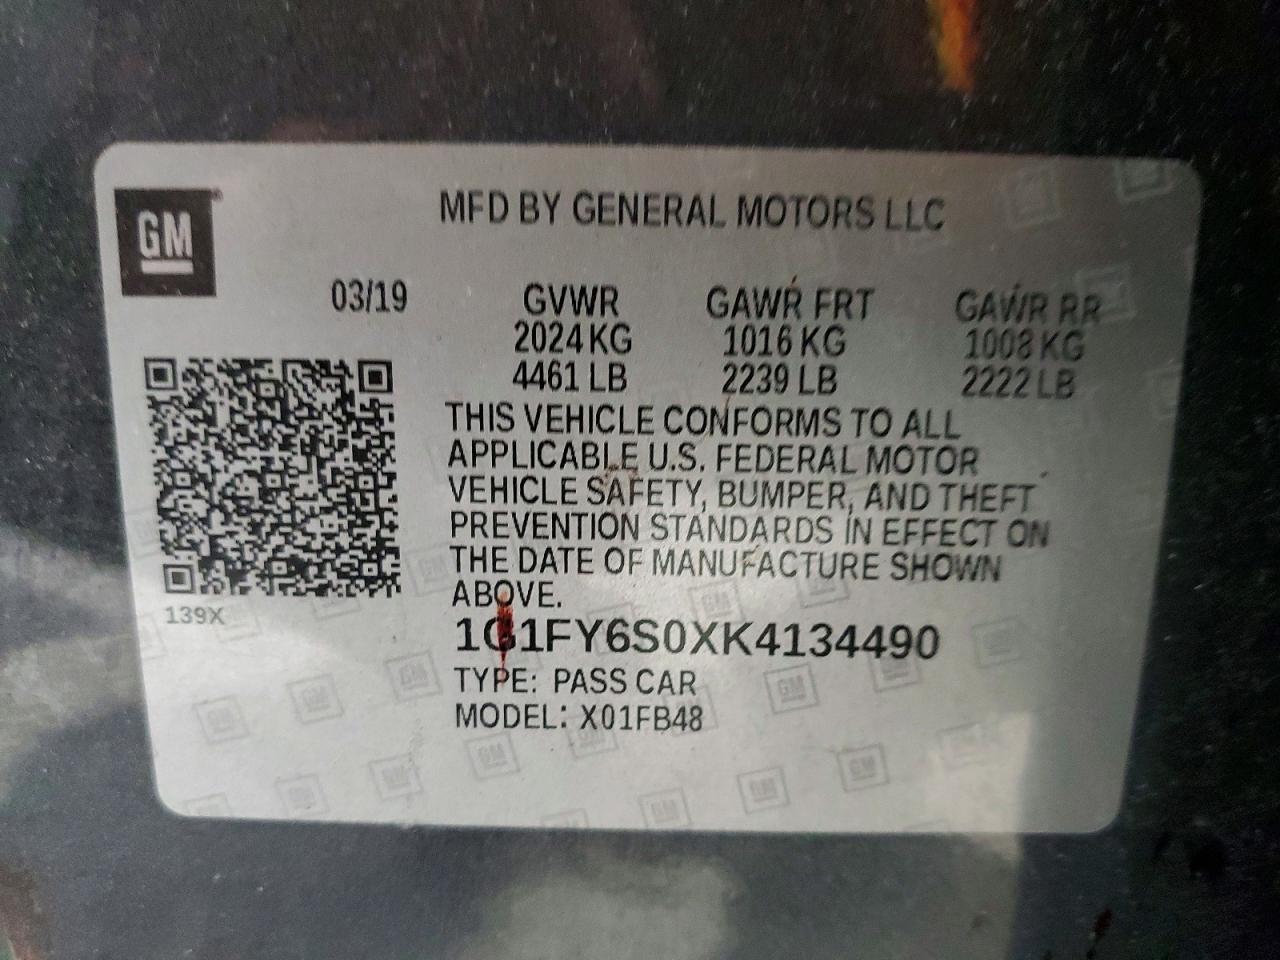 GM
MFD BY GENERAL MOTORS LLC
03/19
GVWR GAWR FRT GAWR RR
2024 KG 1016 KG 1008 KG
4461 LB 2239 LB 2222 LB
THIS VEHICLE CONFORMS TO ALL
APPLICABLE U.S. FEDERAL MOTOR
VEHICLE SAFETY, BUMPER, AND THEFT
PREVENTION STANDARDS IN EFFECT ON
THE DATE OF MANUFACTURE SHOWN
ABOVE.
139X
1G1FY6S0XK4134490
TYPE: PASS CAR
MODEL: X01FB48